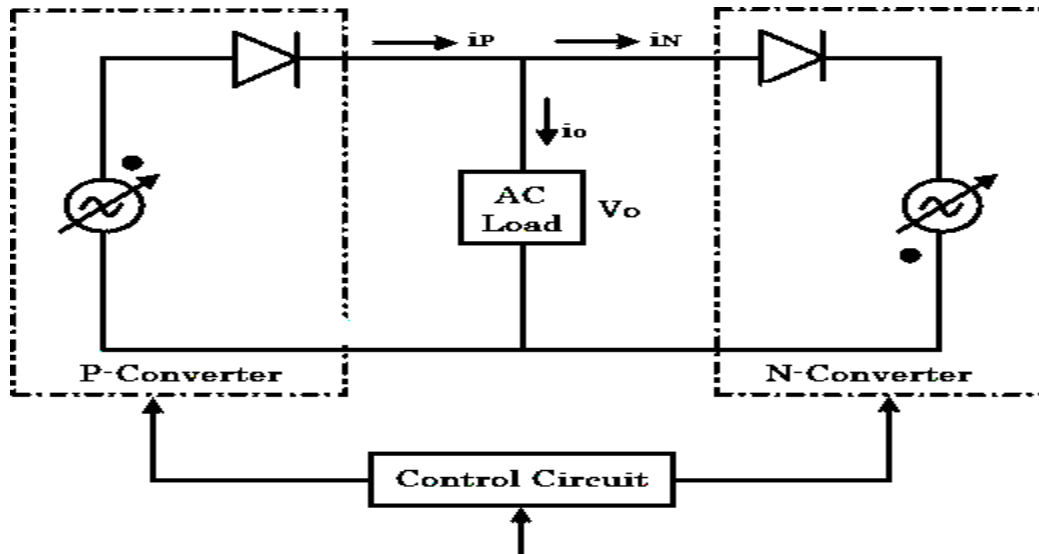 iP
iN
io
AC
Load
Vo
P-Converter
N-Converter
Control Circuit